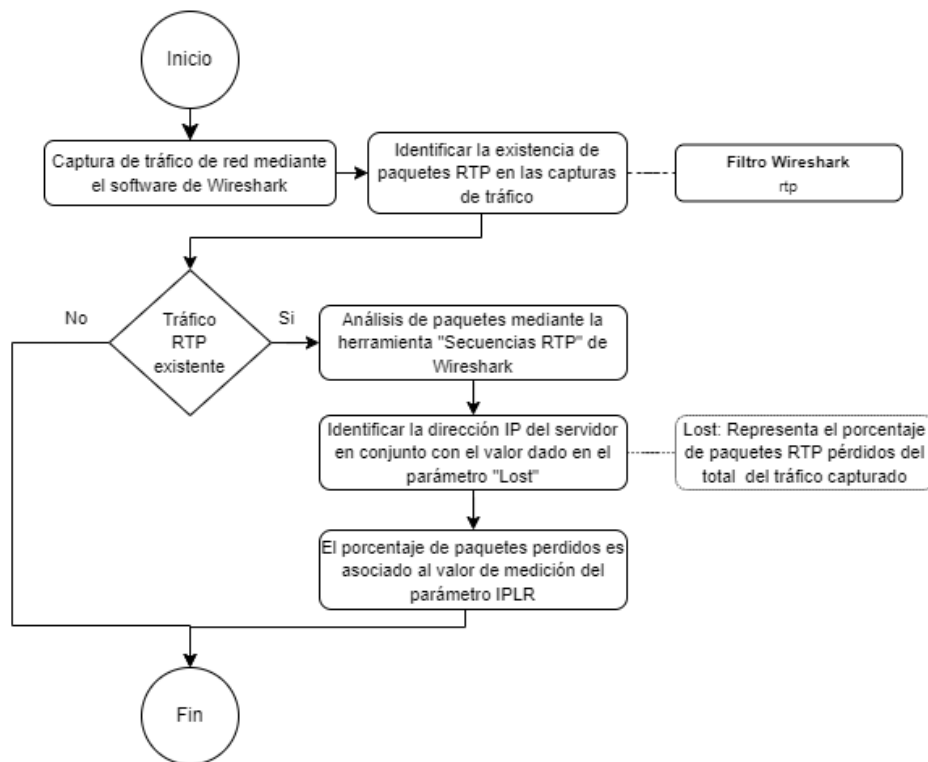 Inicio
Captura de tráfico de red mediante
el software de Wireshark
Identificar la existencia de
paquetes RTP en las capturas
de tráfico
Filtro Wireshark
rtp
No
Tráfico
RTP
existente
Si
Análisis de paquetes mediante la
herramienta "Secuencias RTP" de
Wireshark
Identificar la dirección IP del servidor
en conjunto con el valor dado en el
parámetro "Lost"
Lost: Representa el porcentaje
de paquetes RTP pérdidos del
total del tráfico capturado
El porcentaje de paquetes perdidos es
asociado al valor de medición del
parámetro IPLR
Fin